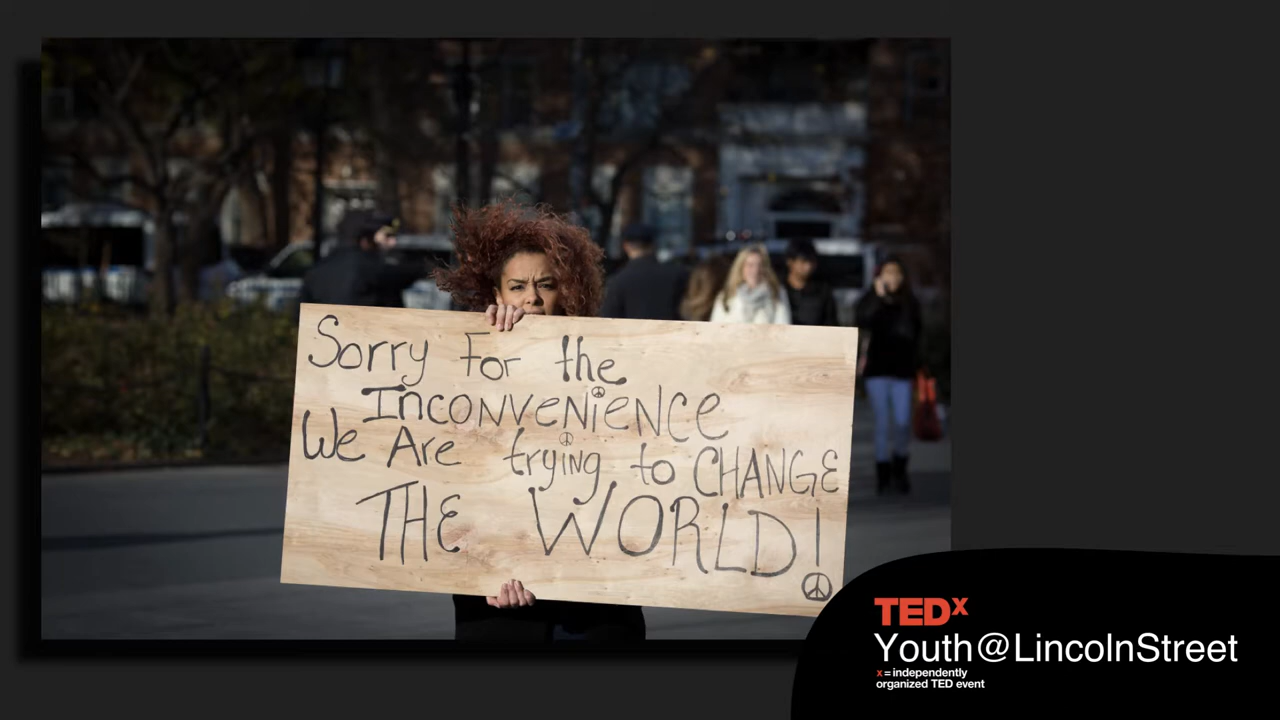 Sorry For the
Inconvenience
We Are trying to CHANGE
THE WORLD!
TEDx
Youth@LincolnStreet
x = independently
organized TED event